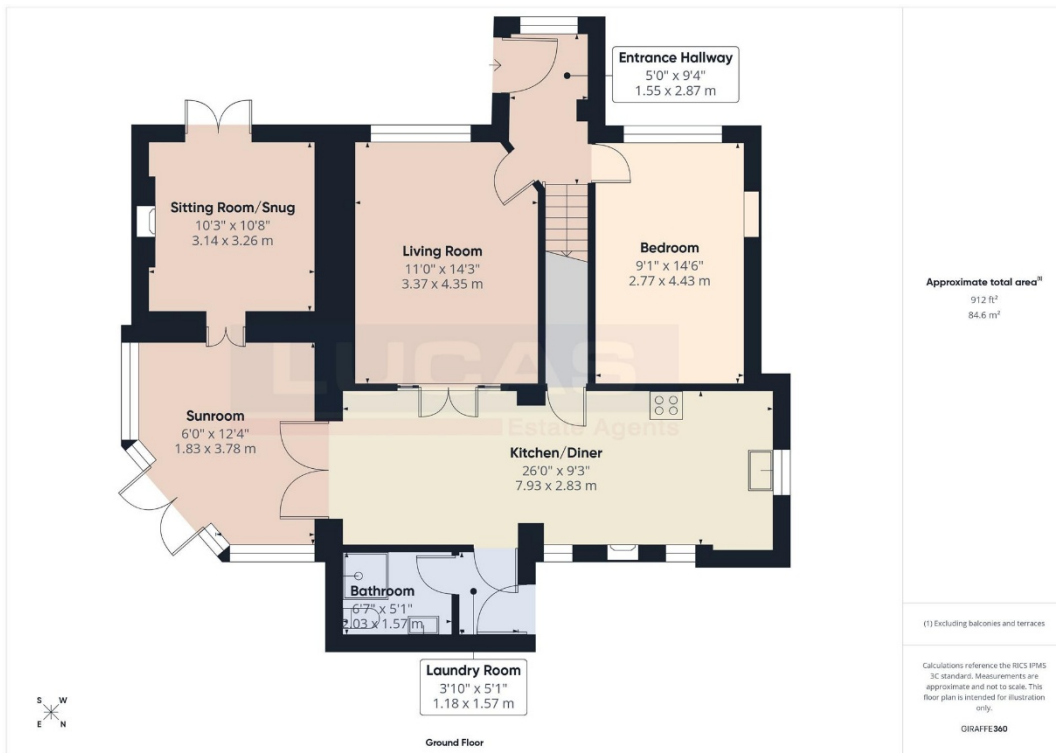 Entrance Hallway
5'0" x 9'4"
1.55 x 2.87 m
Sitting Room/Snug
10'3" x 10'8"
3.14 x 3.26 m
Living Room
11'0" x 14'3"
3.37 x 4.35 m
Bedroom
9'1" x 14'6"
2.77 x 4.43 m
Approximate total area⁽¹⁾
912 ft²
84.6 m²
LUCAS
Estate Agents
Sunroom
6'0" x 12'4"
1.83 x 3.78 m
Kitchen/Diner
26'0" x 9'3"
7.93 x 2.83 m
Bathroom
6'7" x 5'1"
2.03 x 1.57 m
Laundry Room
3'10" x 5'1"
1.18 x 1.57 m
(1) Excluding balconies and terraces
Calculations reference the RICS IPMS
3C standard. Measurements are
approximate and not to scale. This
floor plan is intended for illustration
only.
GIRAFFE360
S W
E N
Ground Floor